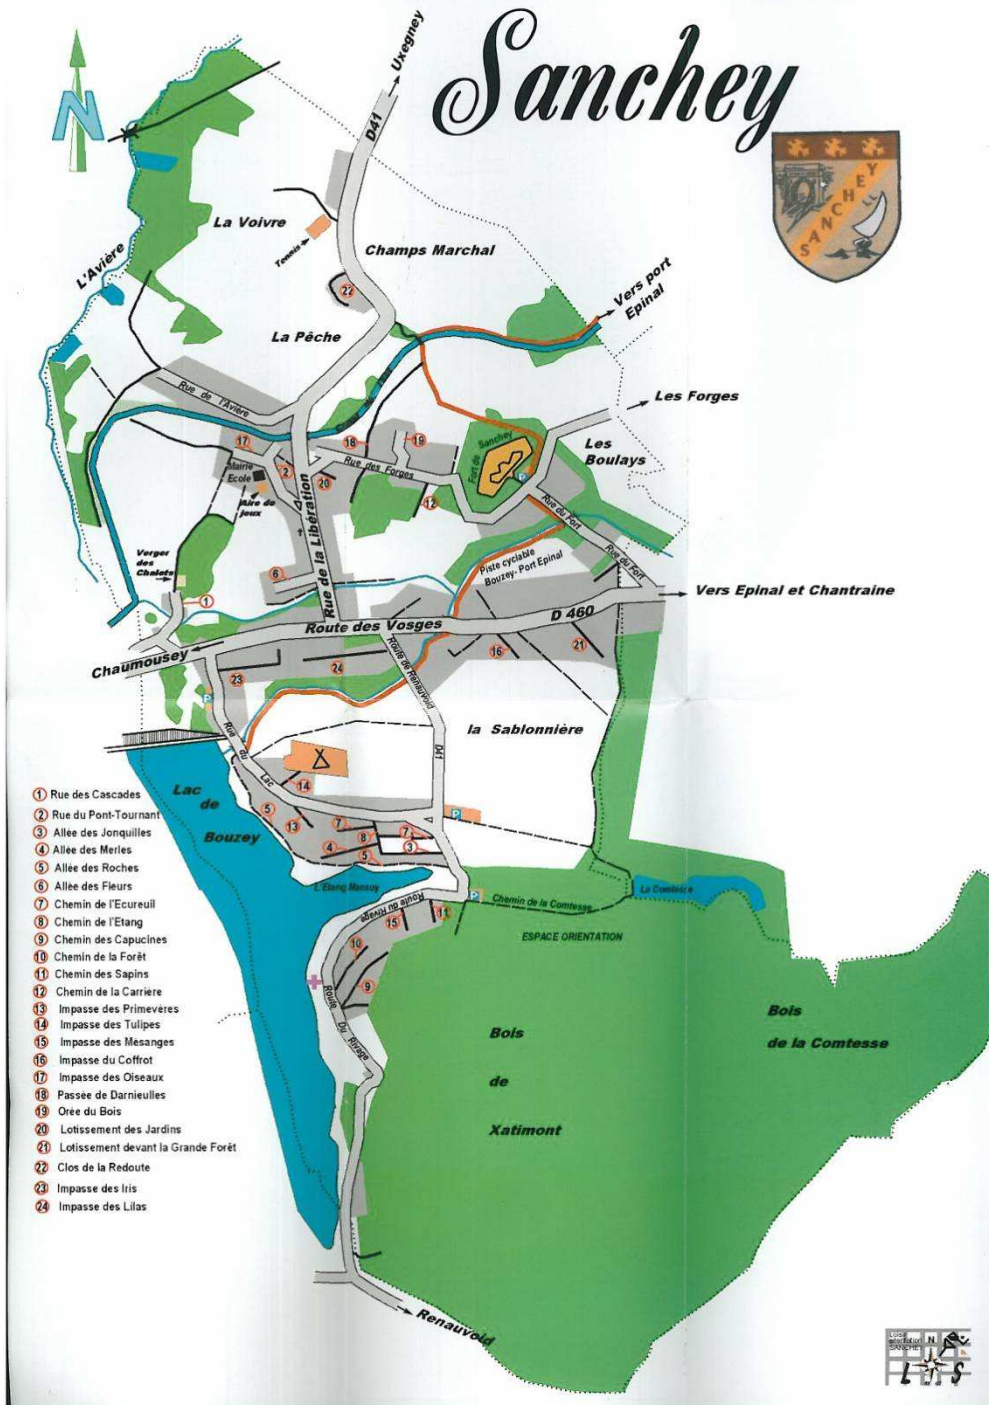 Sanchey
N
Uxegney
D41
SANCHEY
La Voivre
Tennis
Champs Marchal
L'Avière
22
Vers port
Epinal
La Pêche
Rue de l'Avière
Les Forges
Les
Boulays
17
18
19
Fort de Sanchey
Mairie
Ecole
2
20
Rue des Forges
P
Aire de
jeux
12
Rue du Fort
Rue du Fort
Rue de la Libération
Verger
des
Chalots
6
Piste cyclable
Bouzey- Port Epinal
1
Vers Epinal et Chantraine
Route des Vosges
D 460
Chaumousey
16
21
23
24
Route de Renauvoid
P
la Sablonnière
Rue du Lac
D41
14
Lac
de
Bouzey
5
13
7
7
P
8
4
5
3
L'Etang Mansoy
Route du Rivage
P
Chemin de la Comtesse
La Comtesse
11
15
ESPACE ORIENTATION
10
9
Route Du Rivage
Bois
de
Xatimont
Bois
de la Comtesse
Renauvoid
1 Rue des Cascades
2 Rue du Pont-Tournant
3 Allée des Jonquilles
4 Allée des Merles
5 Allée des Roches
6 Allée des Fleurs
7 Chemin de l'Ecureuil
8 Chemin de l'Etang
9 Chemin des Capucines
10 Chemin de la Forêt
11 Chemin des Sapins
12 Chemin de la Carrière
13 Impasse des Primevères
14 Impasse des Tulipes
15 Impasse des Mésanges
16 Impasse du Coffrot
17 Impasse des Oiseaux
18 Passée de Darnieulles
19 Orée du Bois
20 Lotissement des Jardins
21 Lotissement devant la Grande Forêt
22 Clos de la Redoute
23 Impasse des Iris
24 Impasse des Lilas
Loisir
orientation
SANCHEY
N
L S